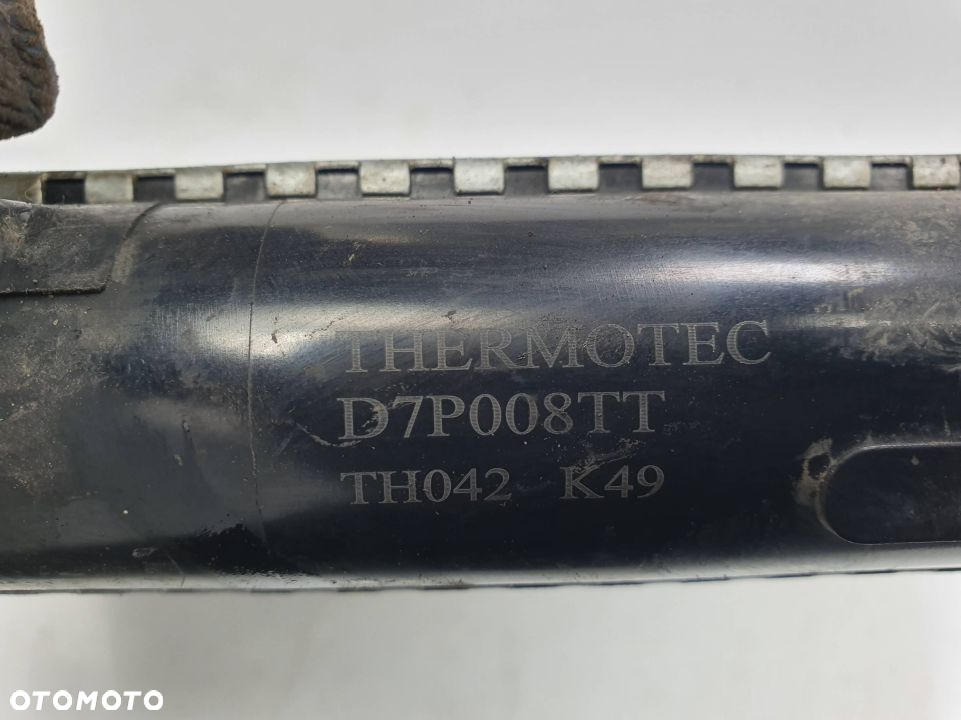 THERMOTEC
D7P008TT
TH042 K49
OTOMOTO